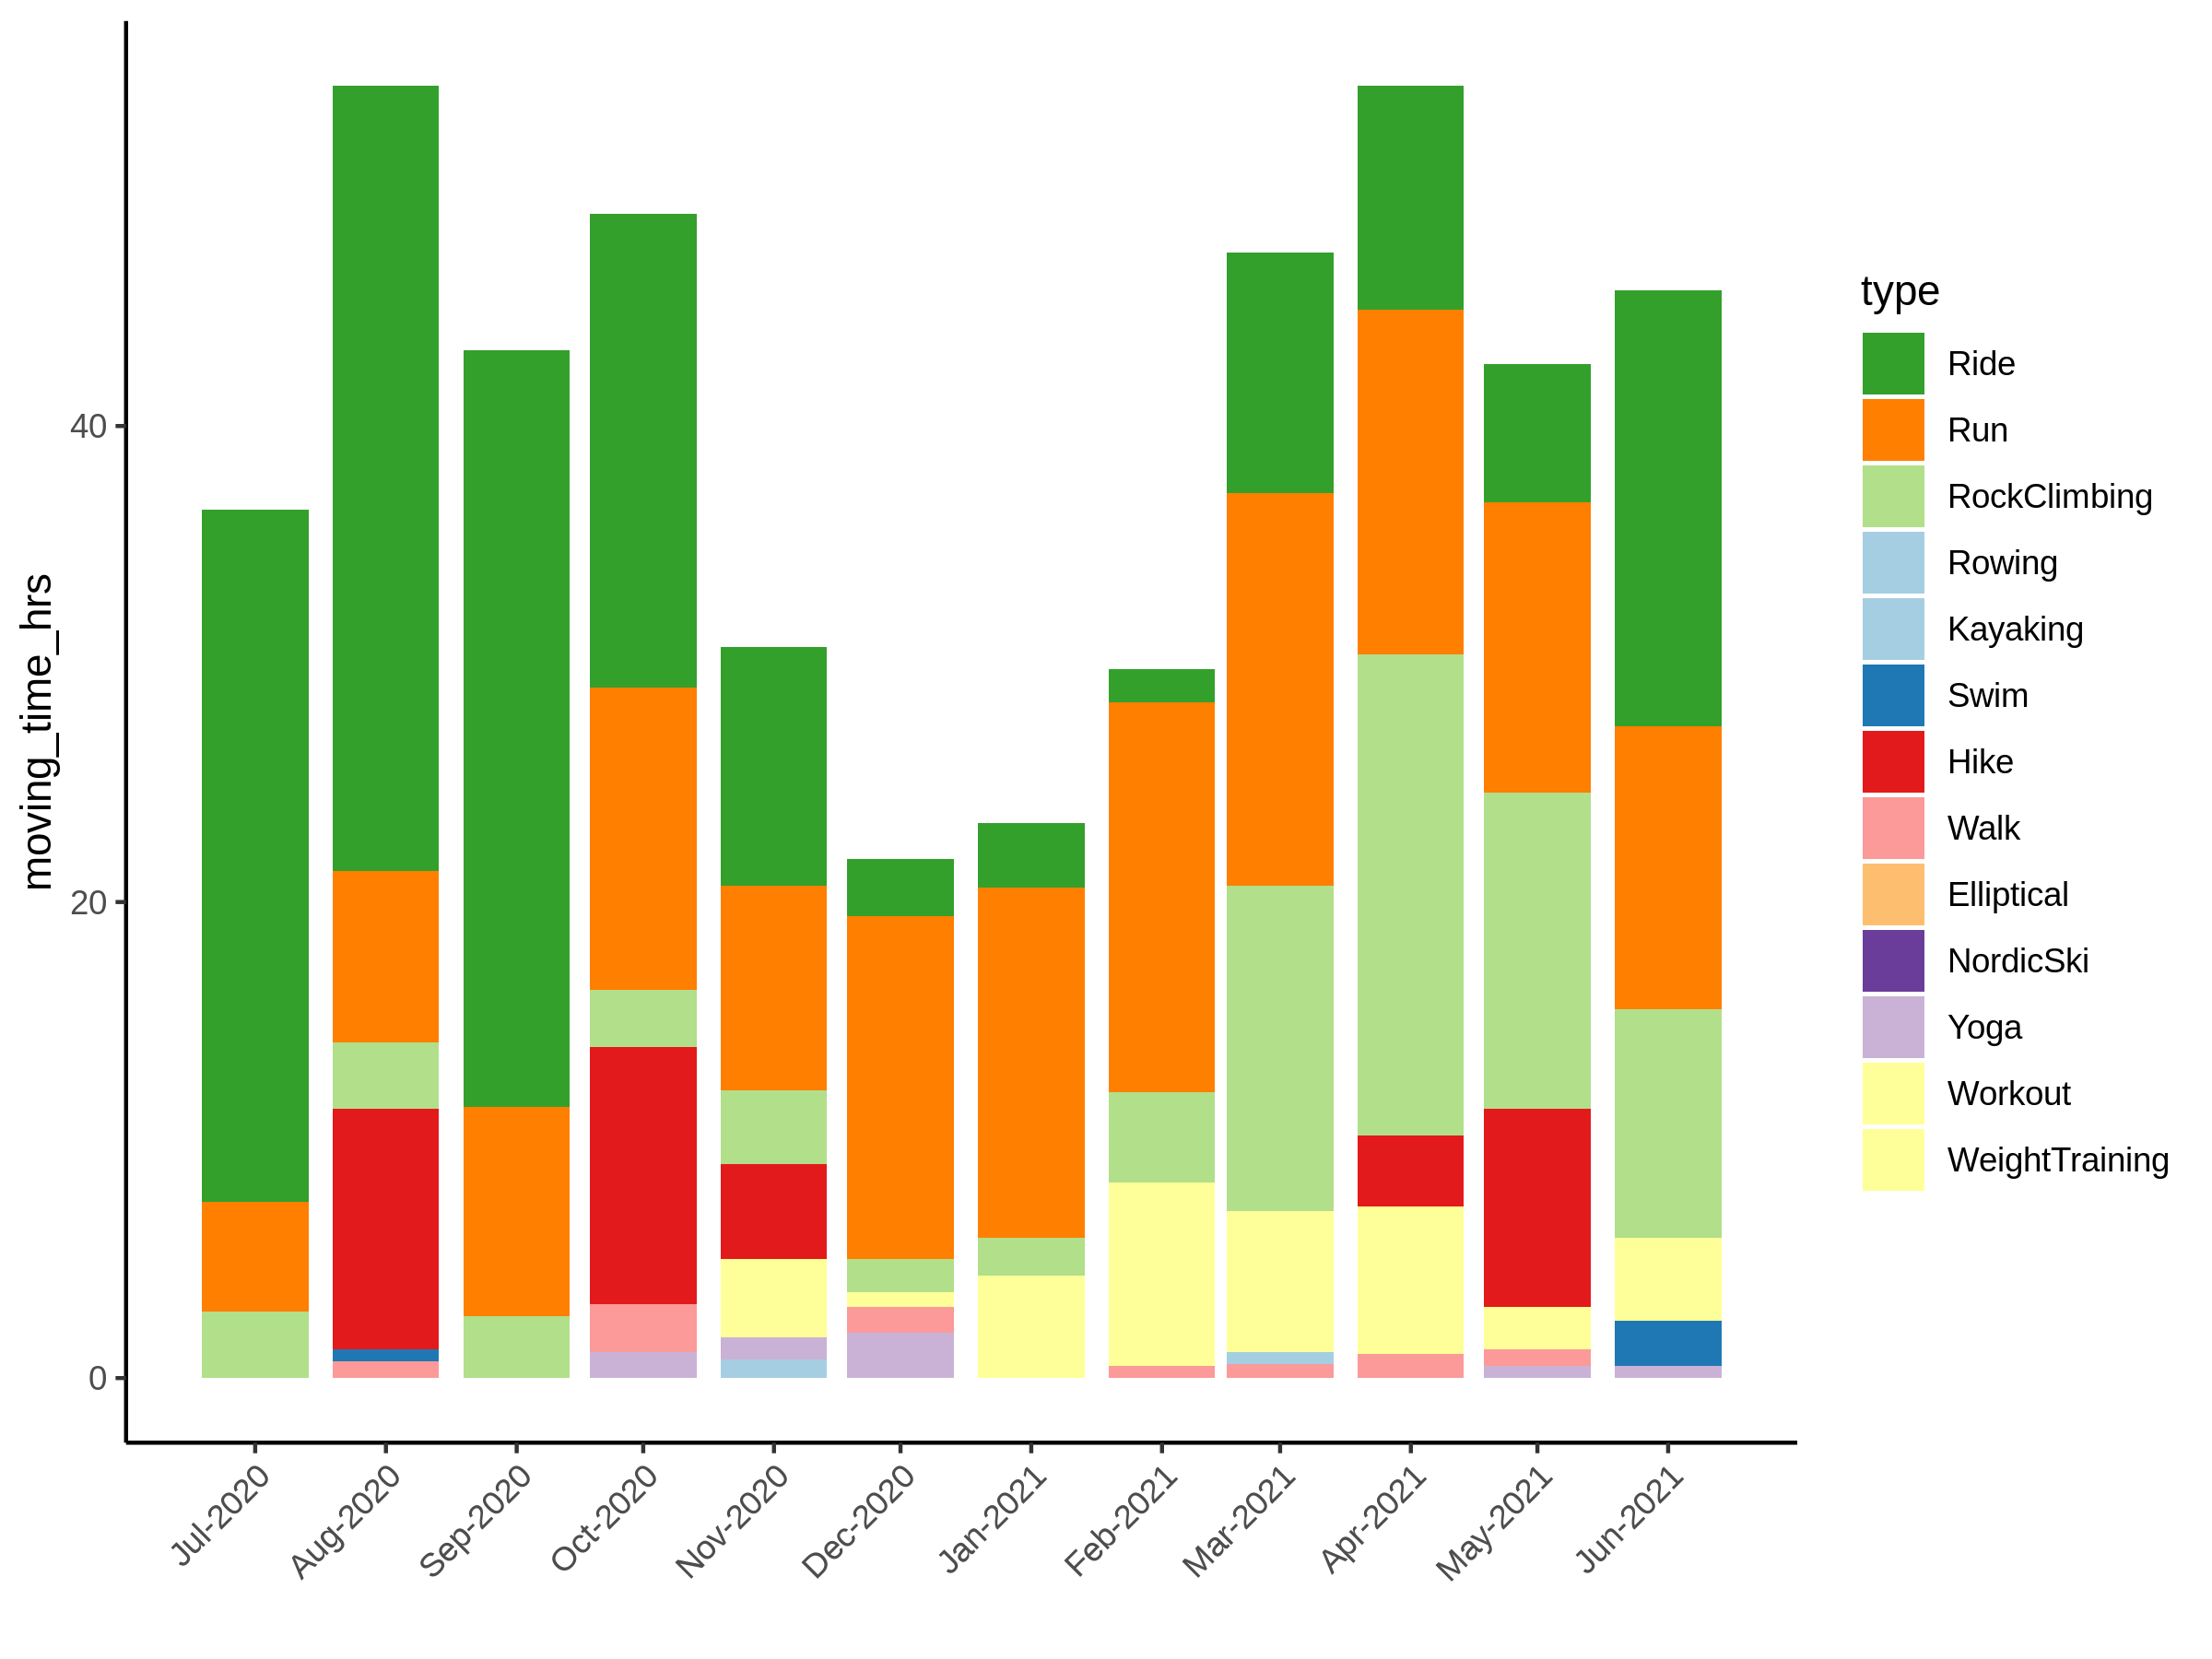 moving_time_hrs
40
20
0
Jul-2020
Aug-2020
Sep-2020
Oct-2020
Nov-2020
Dec-2020
Jan-2021
Feb-2021
Mar-2021
Apr-2021
May-2021
Jun-2021
type
Ride
Run
RockClimbing
Rowing
Kayaking
Swim
Hike
Walk
Elliptical
NordicSki
Yoga
Workout
WeightTraining